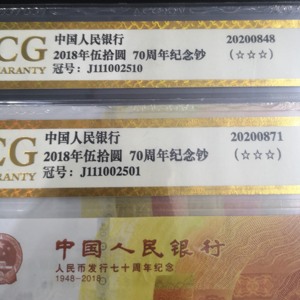 CG 中国人民银行 20200848
2018年伍拾圆 70周年纪念钞 (☆☆☆)
ARANTY 冠号: J111002510
CG 中国人民银行 20200871
2018年伍拾圆 70周年纪念钞 (☆☆☆)
RANTY 冠号: J111002501
中国人民银行
人民币发行七十周年纪念
1948-2018